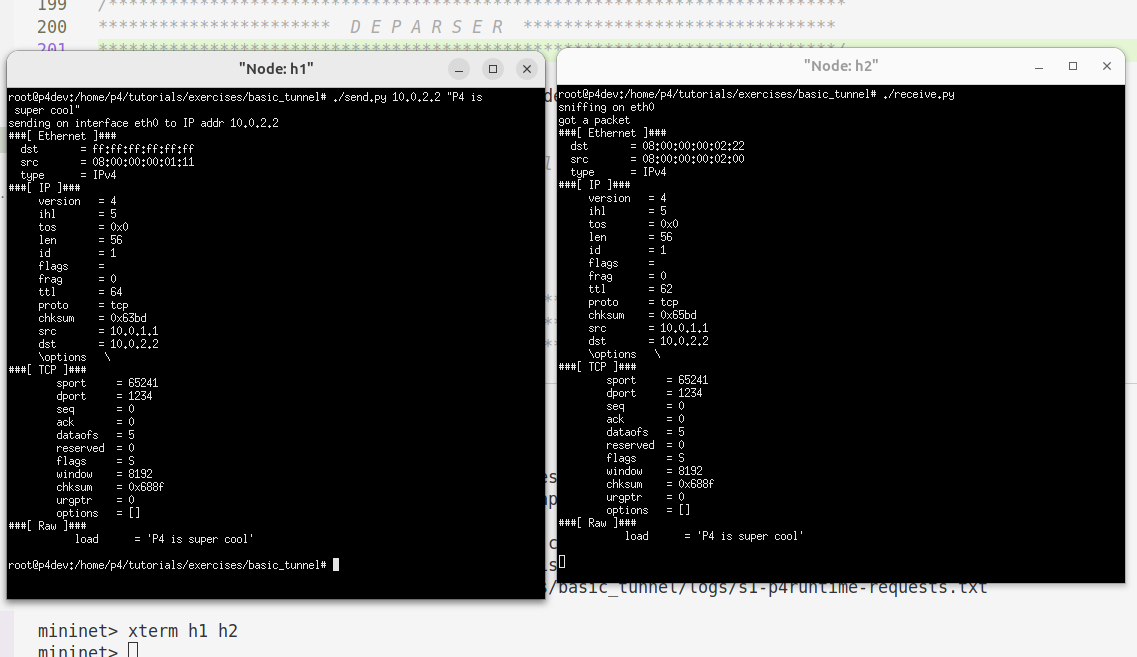 199 /*************************************************************************
200 *********************** D E P A R S E R *******************************
201 *************************************************************************/
"Node: h1"
root@p4dev:/home/p4/tutorials/exercises/basic_tunnel# ./send.py 10.0.2.2 "P4 is
super cool"
sending on interface eth0 to IP addr 10.0.2.2
###[ Ethernet ]###
dst = ff:ff:ff:ff:ff:ff
src = 08:00:00:00:01:11
type = IPv4
###[ IP ]###
version = 4
ihl = 5
tos = 0x0
len = 56
id = 1
flags =
frag = 0
ttl = 64
proto = tcp
chksum = 0x63bd
src = 10.0.1.1
dst = 10.0.2.2
\options \
###[ TCP ]###
sport = 65241
dport = 1234
seq = 0
ack = 0
dataofs = 5
reserved = 0
flags = S
window = 8192
chksum = 0x688f
urgptr = 0
options = []
###[ Raw ]###
load = 'P4 is super cool'
root@p4dev:/home/p4/tutorials/exercises/basic_tunnel#
"Node: h2"
root@p4dev:/home/p4/tutorials/exercises/basic_tunnel# ./receive.py
sniffing on eth0
got a packet
###[ Ethernet ]###
dst = 08:00:00:00:02:22
src = 08:00:00:00:02:00
type = IPv4
###[ IP ]###
version = 4
ihl = 5
tos = 0x0
len = 56
id = 1
flags =
frag = 0
ttl = 62
proto = tcp
chksum = 0x65bd
src = 10.0.1.1
dst = 10.0.2.2
\options \
###[ TCP ]###
sport = 65241
dport = 1234
seq = 0
ack = 0
dataofs = 5
reserved = 0
flags = S
window = 8192
chksum = 0x688f
urgptr = 0
options = []
###[ Raw ]###
load = 'P4 is super cool'
/basic_tunnel/logs/s1-p4runtime-requests.txt
mininet> xterm h1 h2
mininet>